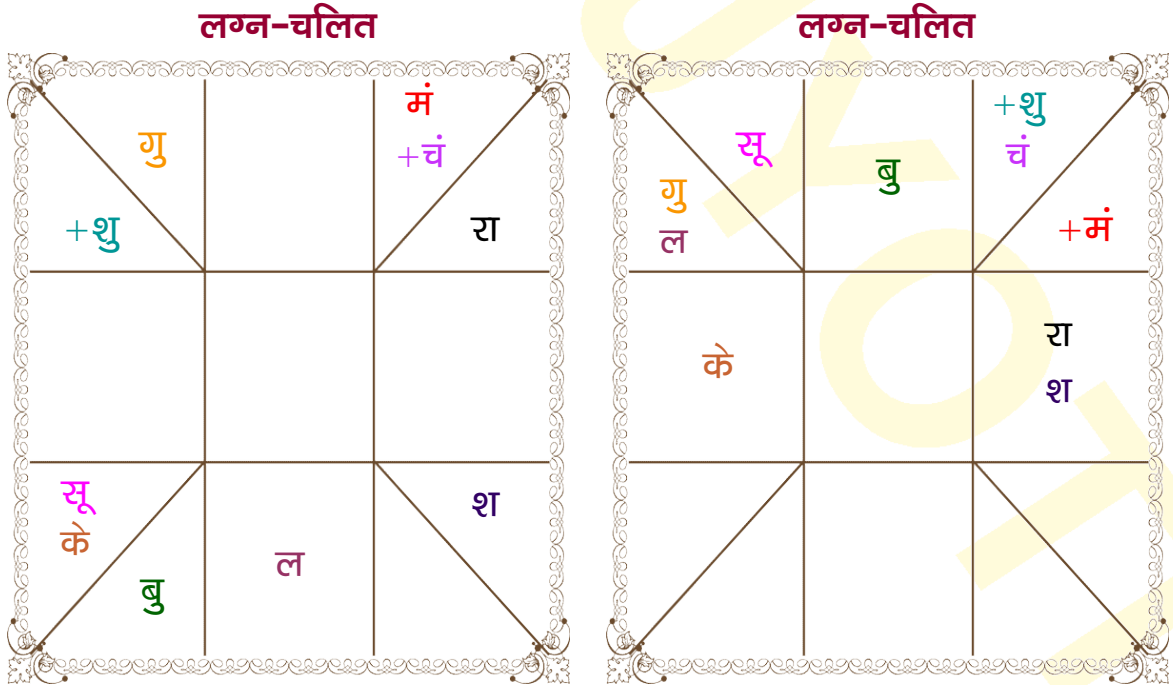 लग्न-चलित
गु
+शु
मं
+चं
रा
सू
के
बु
ल
श
लग्न-चलित
सू
गु
ल
बु
+शु
चं
+मं
के
रा
श